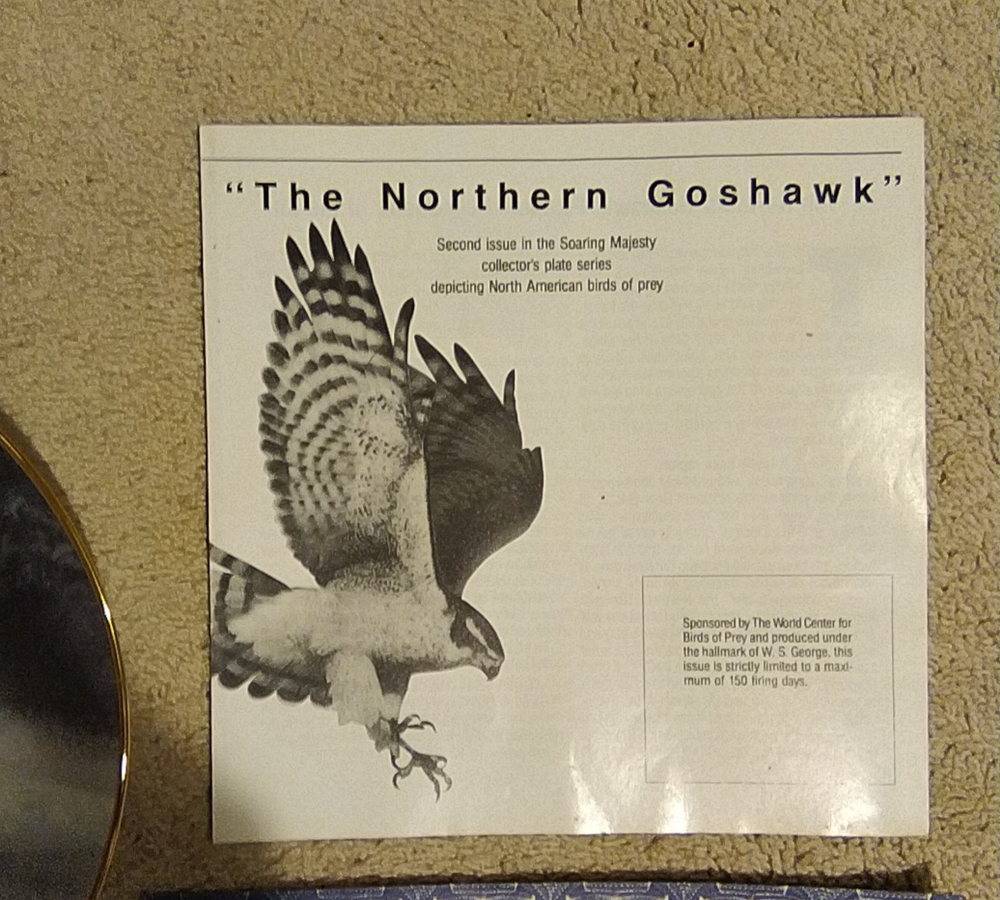 “The Northern Goshawk”
Second issue in the Soaring Majesty
collector's plate series
depicting North American birds of prey
Sponsored by The World Center for
Birds of Prey and produced under
the hallmark of W. S. George, this
issue is strictly limited to a maxi-
mum of 150 firing days.